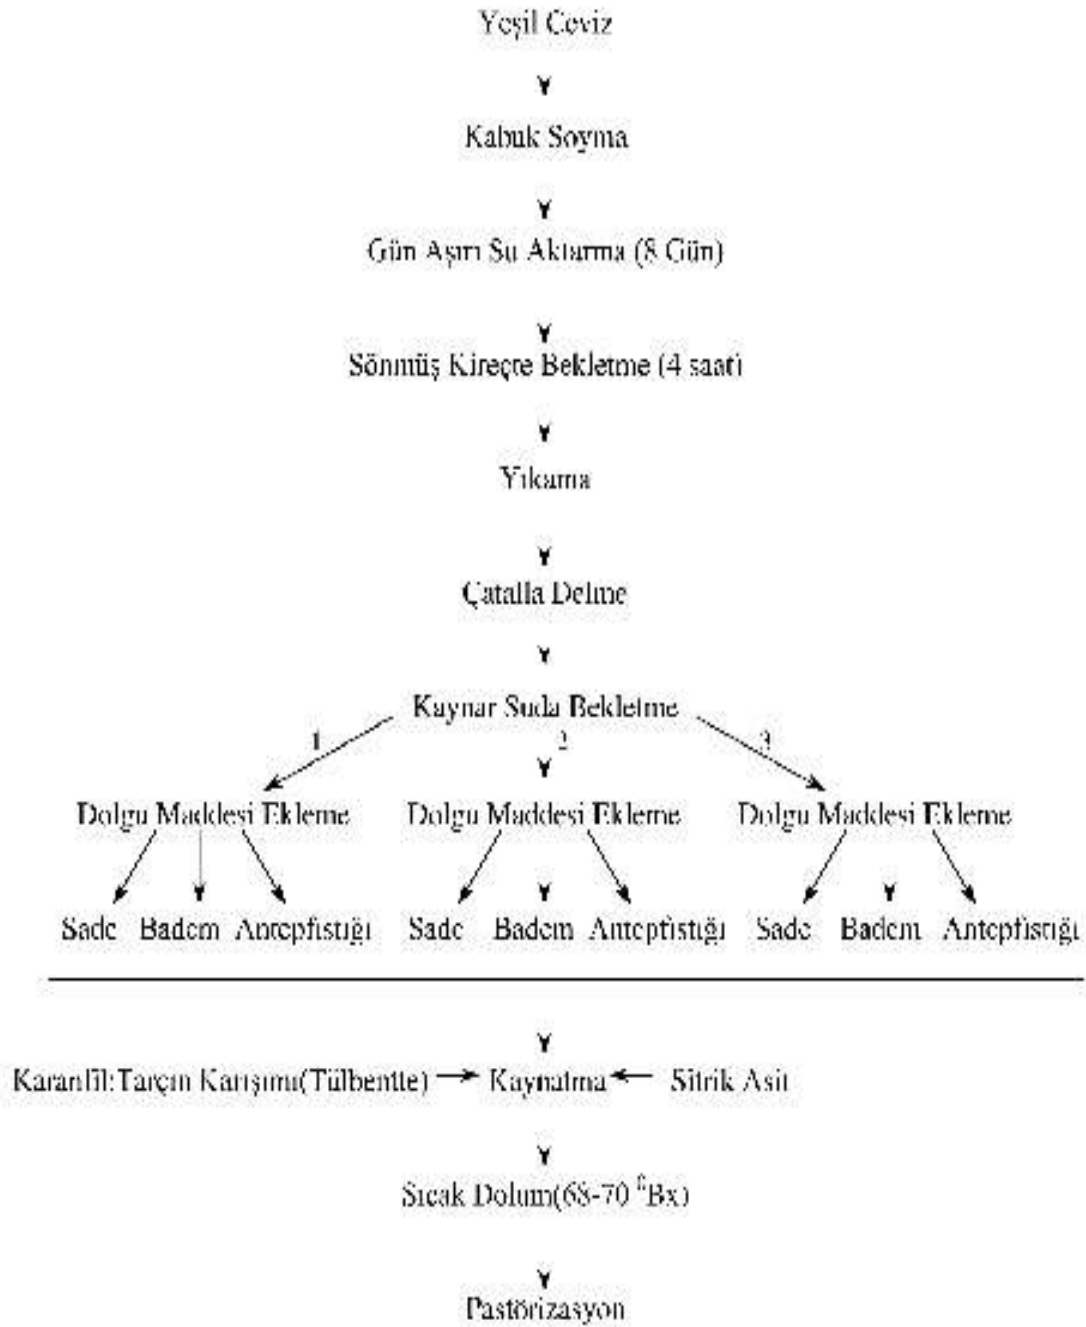 Yeşil Ceviz
Kabuk Soyma
Gün Aşırı Su Aktarma (8 Gün)
Sönmüş Kireçte Bekletme (4 saat)
Yıkama
Çatalla Delme
Kaynar Suda Bekletme
1 2 3
Dolgu Maddesi Ekleme Dolgu Maddesi Ekleme Dolgu Maddesi Ekleme
Sade Badem Antepfıstığı Sade Badem Antepfıstığı Sade Badem Antepfıstığı
Karanfil:Tarçın Karışımı(Tülbentte) Kaynatma Sitrik Asit
Sıcak Dolum(68-70 ⁰Bx)
Pastörizasyon